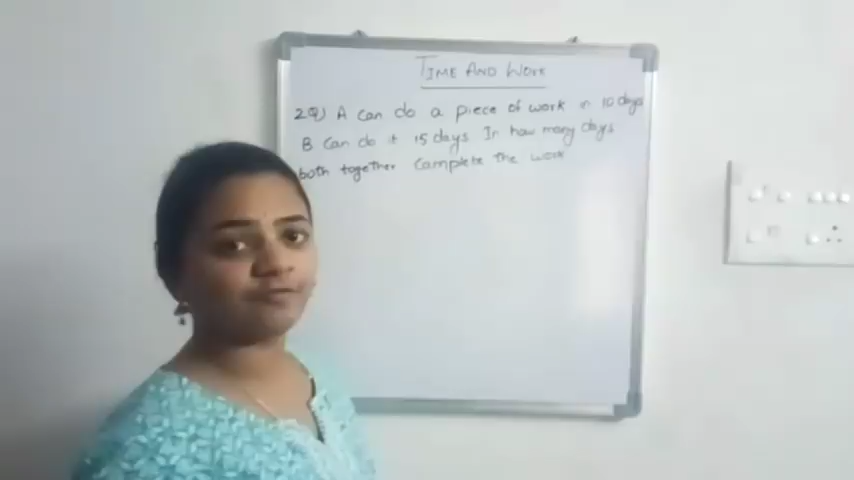 TIME AND WORK
2Q) A can do a piece of work in 10 days
B can do it 15 days In how many days
both together Complete the work